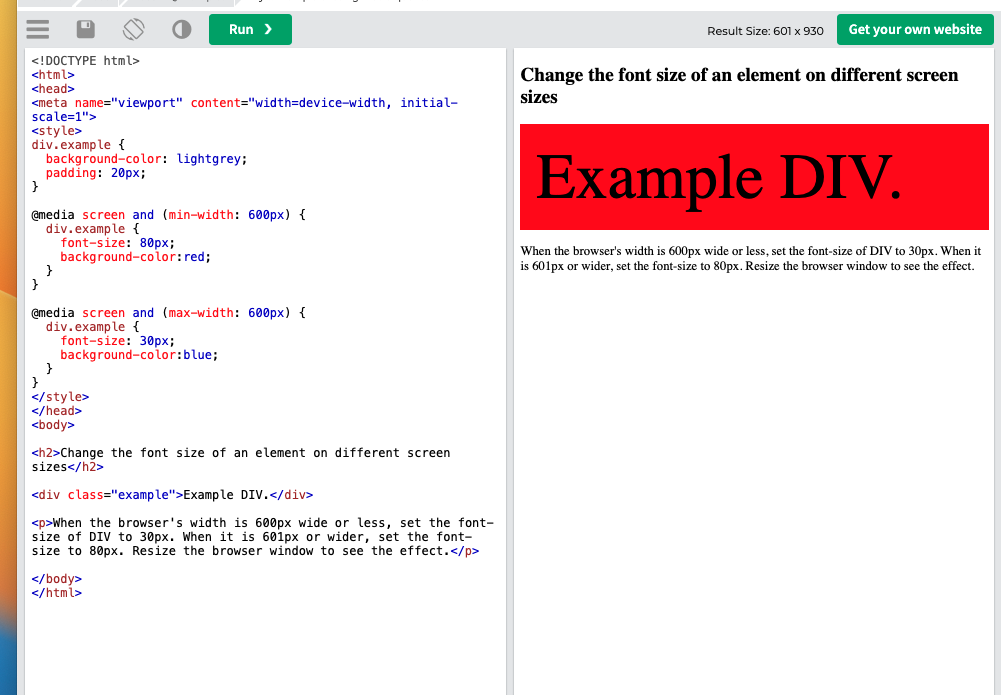 Run ❯
Result Size: 601 x 930
Get your own website
<!DOCTYPE html>
<html>
<head>
<meta name="viewport" content="width=device-width, initial-
scale=1">
<style>
div.example {
  background-color: lightgrey;
  padding: 20px;
}

@media screen and (min-width: 600px) {
  div.example {
    font-size: 80px;
    background-color:red;
  }
}

@media screen and (max-width: 600px) {
  div.example {
    font-size: 30px;
    background-color:blue;
  }
}
</style>
</head>
<body>

<h2>Change the font size of an element on different screen
sizes</h2>

<div class="example">Example DIV.</div>

<p>When the browser's width is 600px wide or less, set the font-
size of DIV to 30px. When it is 601px or wider, set the font-
size to 80px. Resize the browser window to see the effect.</p>

</body>
</html>
Change the font size of an element on different screen
sizes
Example DIV.
When the browser's width is 600px wide or less, set the font-size of DIV to 30px. When it
is 601px or wider, set the font-size to 80px. Resize the browser window to see the effect.